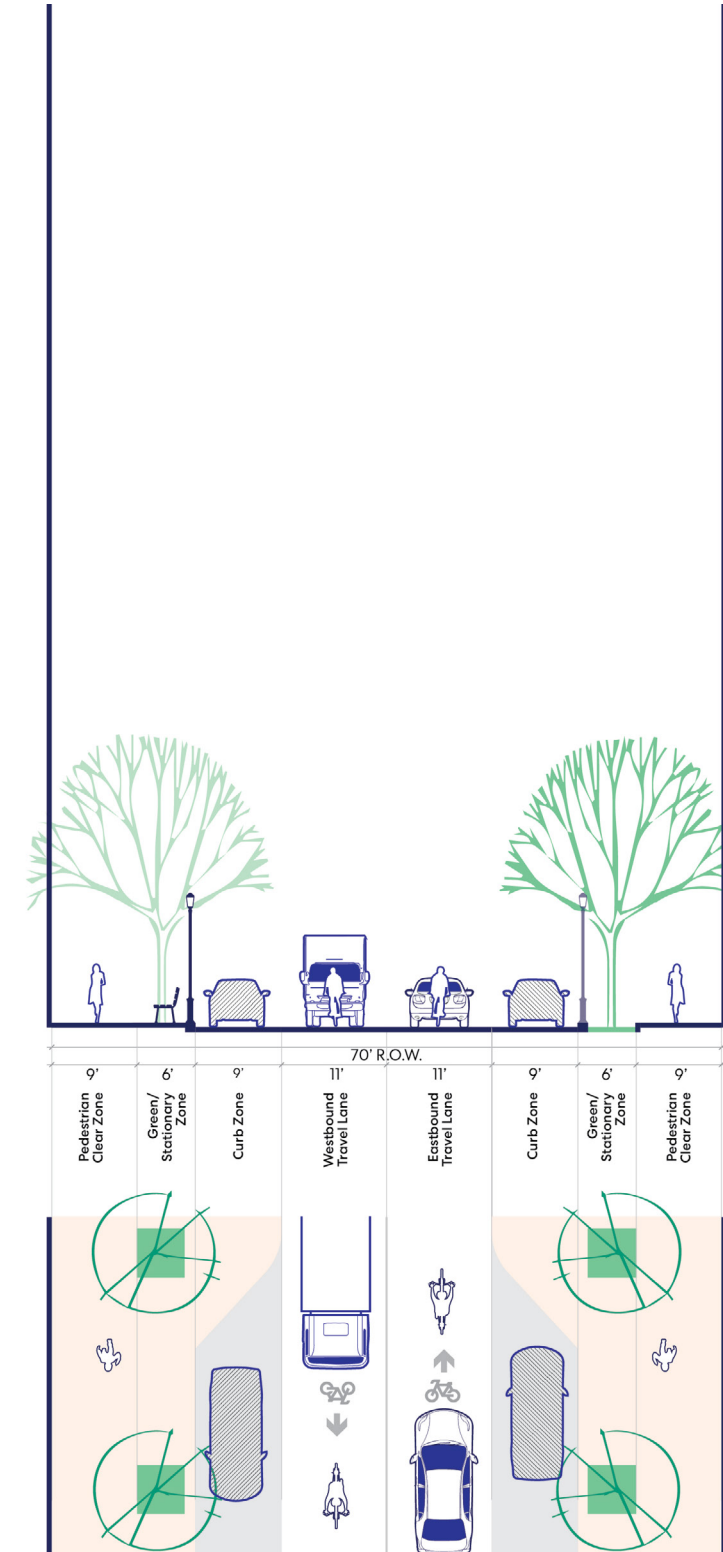 70' R.O.W.
9'
6'
9'
11'
11'
9'
6'
9'
Pedestrian
Clear Zone
Green/
Stationary
Zone
Curb Zone
Westbound
Travel Lane
Eastbound
Travel Lane
Curb Zone
Green/
Stationary
Zone
Pedestrian
Clear Zone